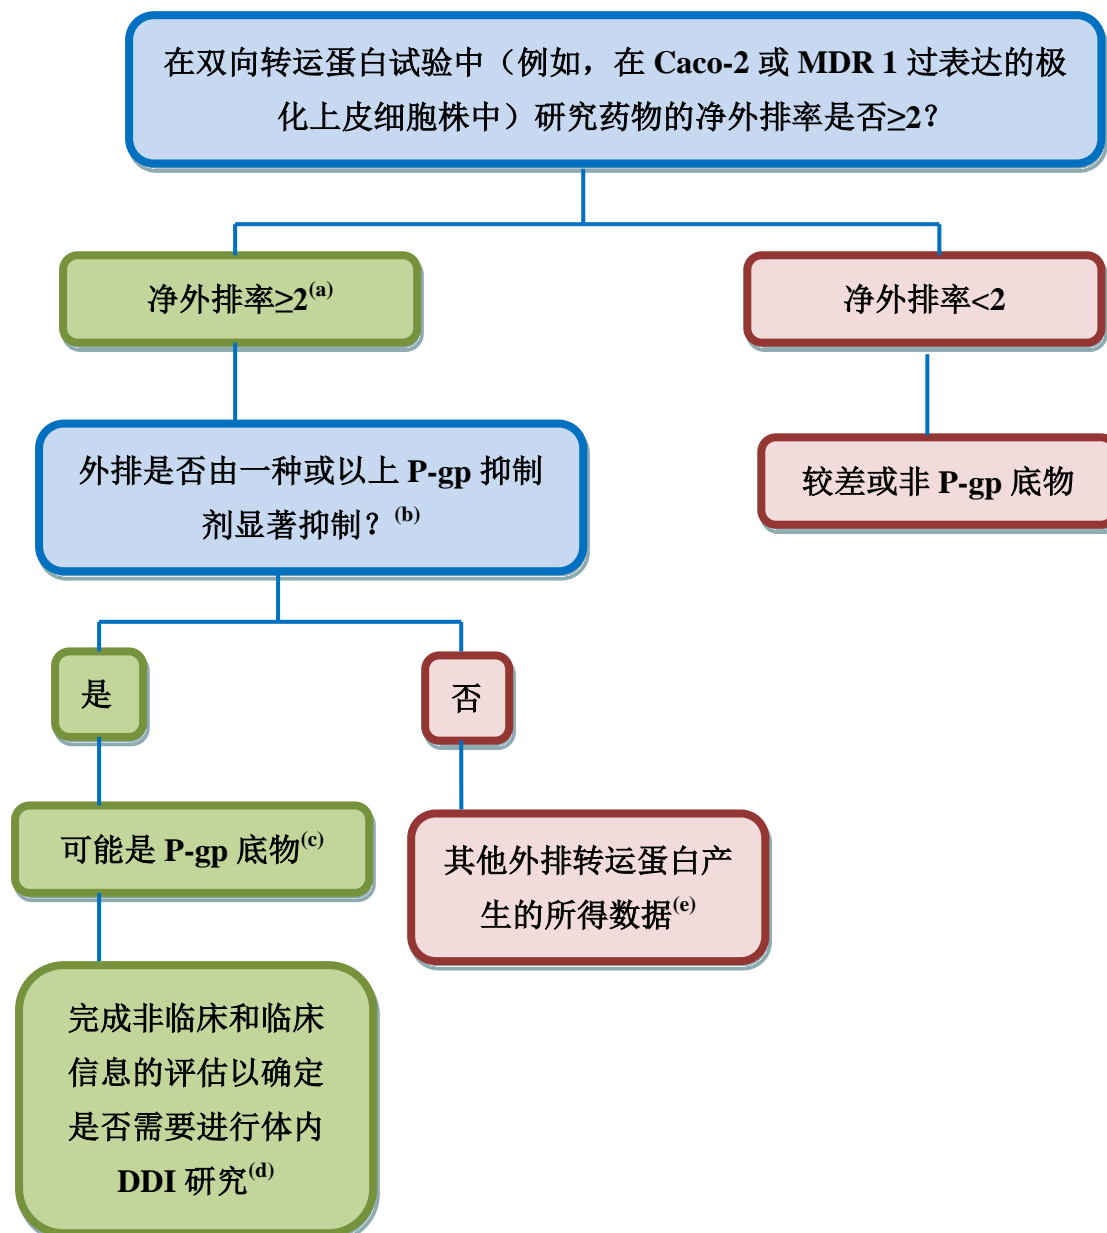 在双向转运蛋白试验中（例如，在 Caco-2 或 MDR 1 过表达的极
化上皮细胞株中）研究药物的净外排率是否≥2？
净外排率≥2(a)
净外排率<2
外排是否由一种或以上 P-gp 抑制
剂显著抑制？(b)
较差或非 P-gp 底物
是
否
可能是 P-gp 底物(c)
其他外排转运蛋白产
生的所得数据(e)
完成非临床和临床
信息的评估以确定
是否需要进行体内
DDI 研究(d)